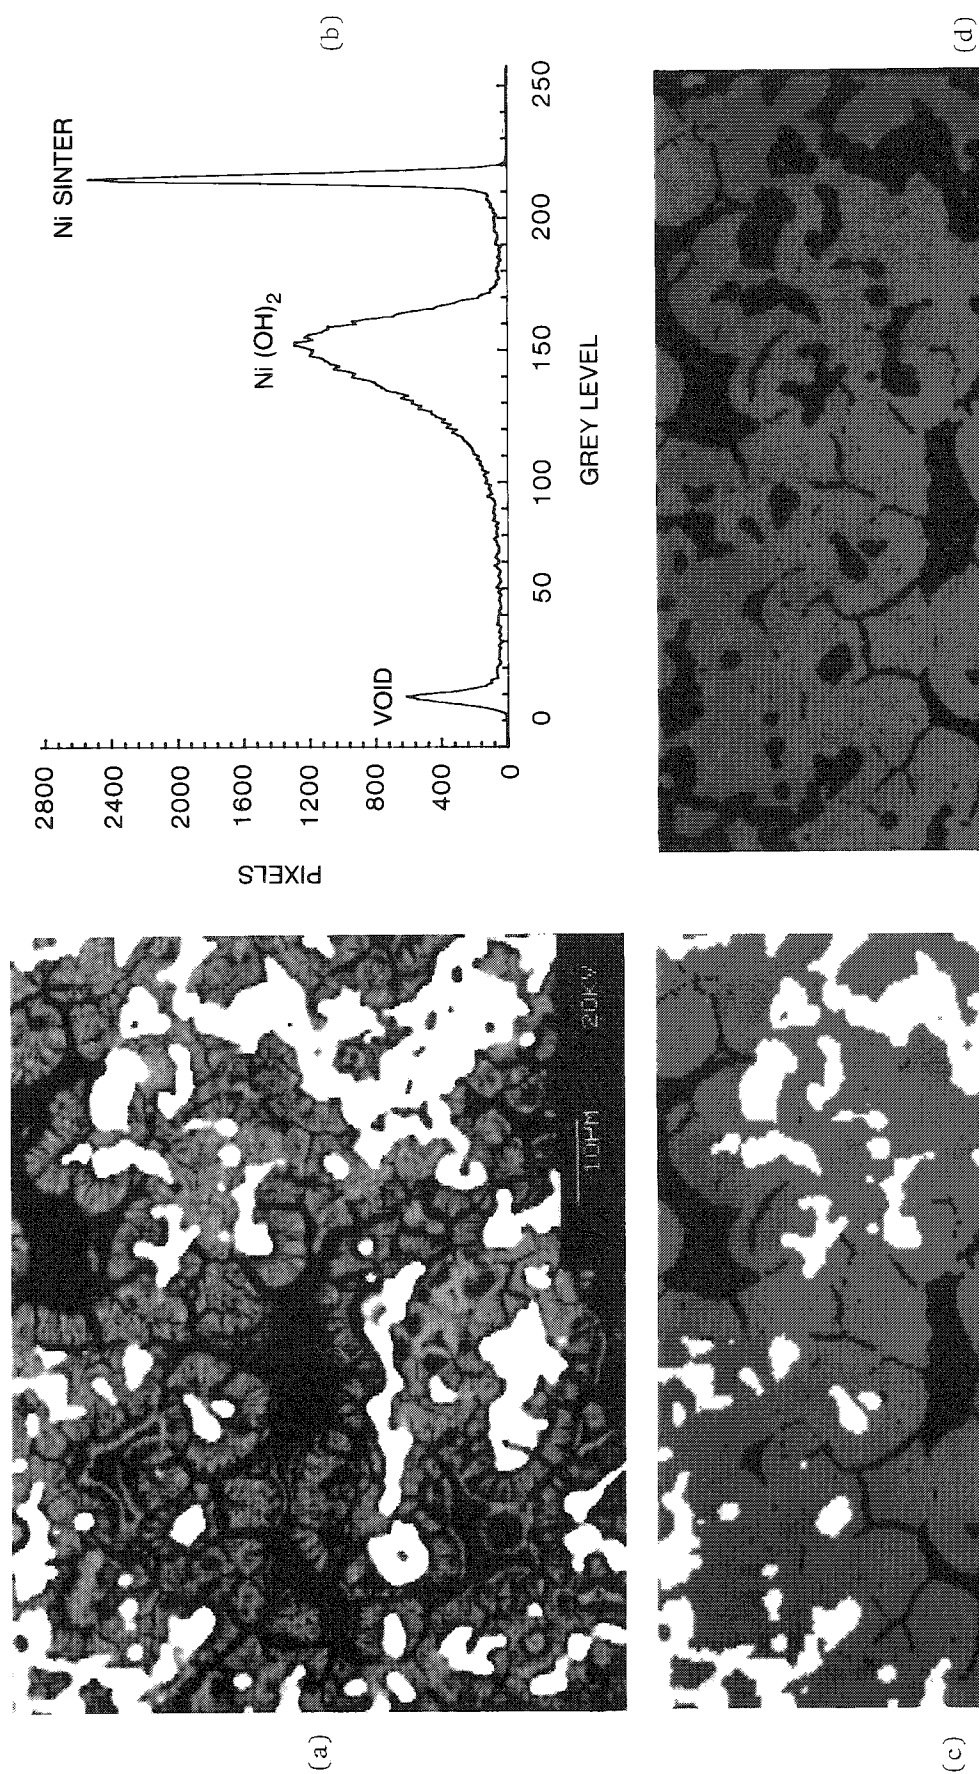 (a)
10µM 20KV
(b)
PIXELS
2800
2400
2000
1600
1200
800
400
0
VOID
Ni (OH)2
Ni SINTER
0 50 100 150 200 250
GREY LEVEL
(c)
(d)